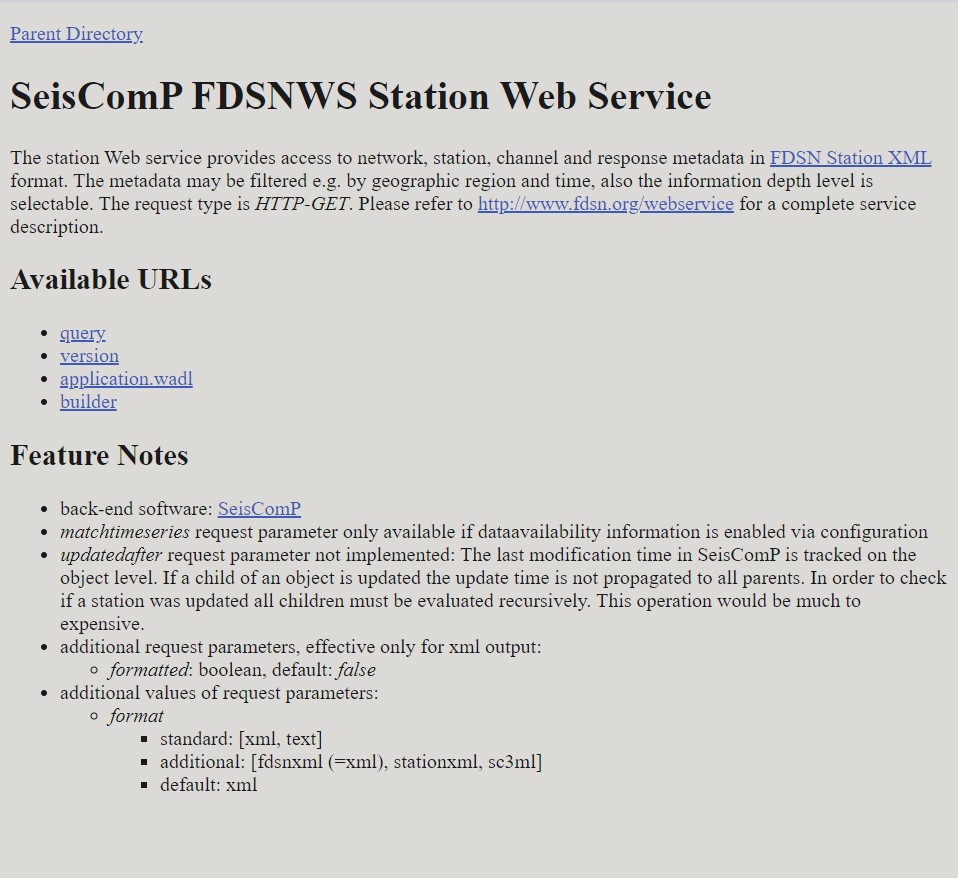 Parent Directory
SeisComP FDSNWS Station Web Service
The station Web service provides access to network, station, channel and response metadata in FDSN Station XML
format. The metadata may be filtered e.g. by geographic region and time, also the information depth level is
selectable. The request type is HTTP-GET. Please refer to http://www.fdsn.org/webservice for a complete service
description.
Available URLs
query
version
application.wadl
builder
Feature Notes
back-end software: SeisComP
matchtimeseries request parameter only available if dataavailability information is enabled via configuration
updatedafter request parameter not implemented: The last modification time in SeisComP is tracked on the
object level. If a child of an object is updated the update time is not propagated to all parents. In order to check
if a station was updated all children must be evaluated recursively. This operation would be much to
expensive.
additional request parameters, effective only for xml output:
formatted: boolean, default: false
additional values of request parameters:
format
standard: [xml, text]
additional: [fdsnxml (=xml), stationxml, sc3ml]
default: xml